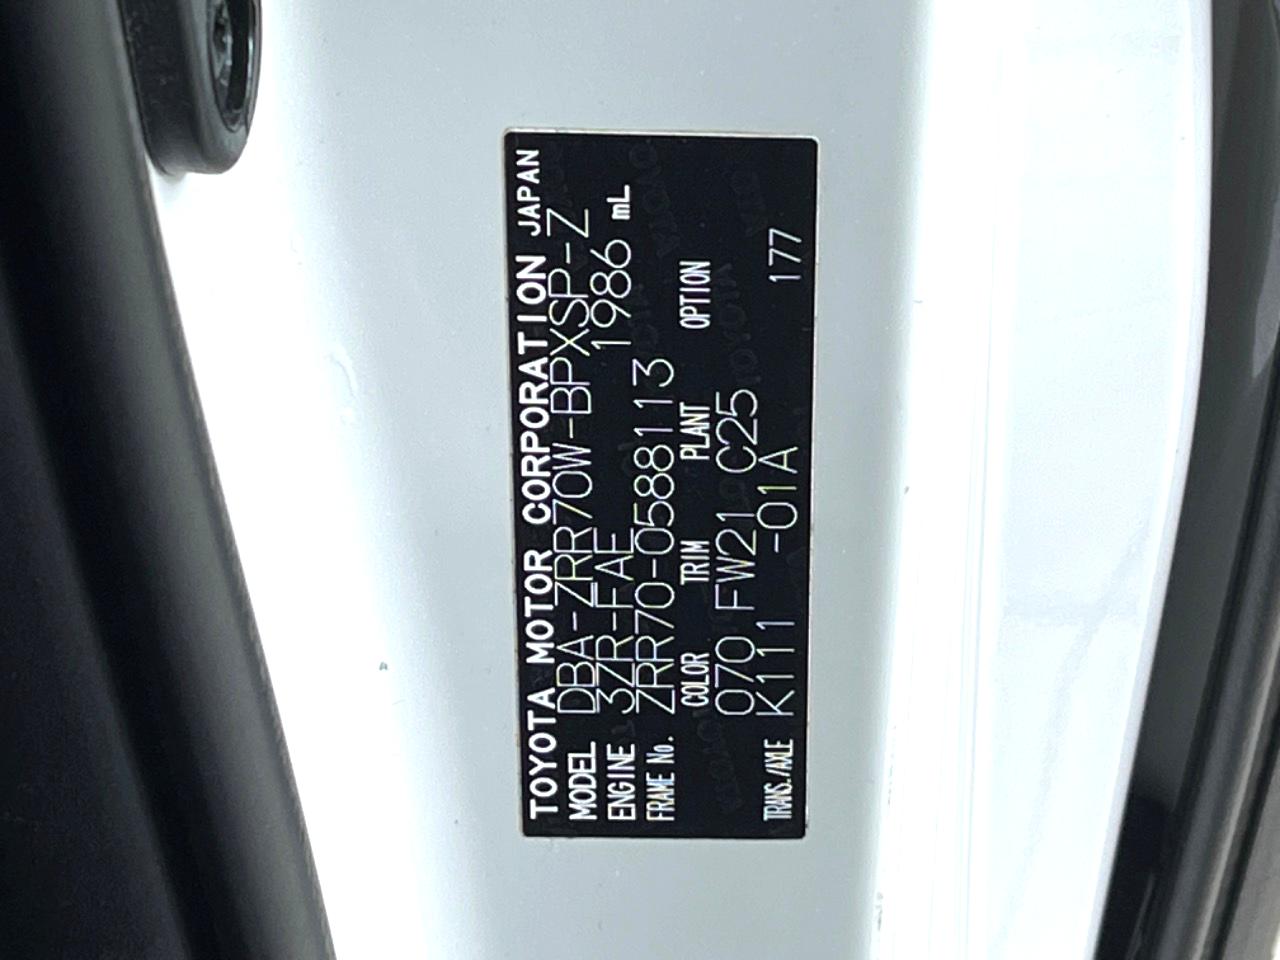 TOYOTA MOTOR CORPORATION JAPAN
MODEL DBA-ZRR70W-BPXSP-Z
ENGINE 3ZR-FAE 1986 mL
FRAME No. ZRR70-0588113
COLOR TRIM PLANT OPTION
070 FW21 C25
TRANS./AXLE K111 -01A 177